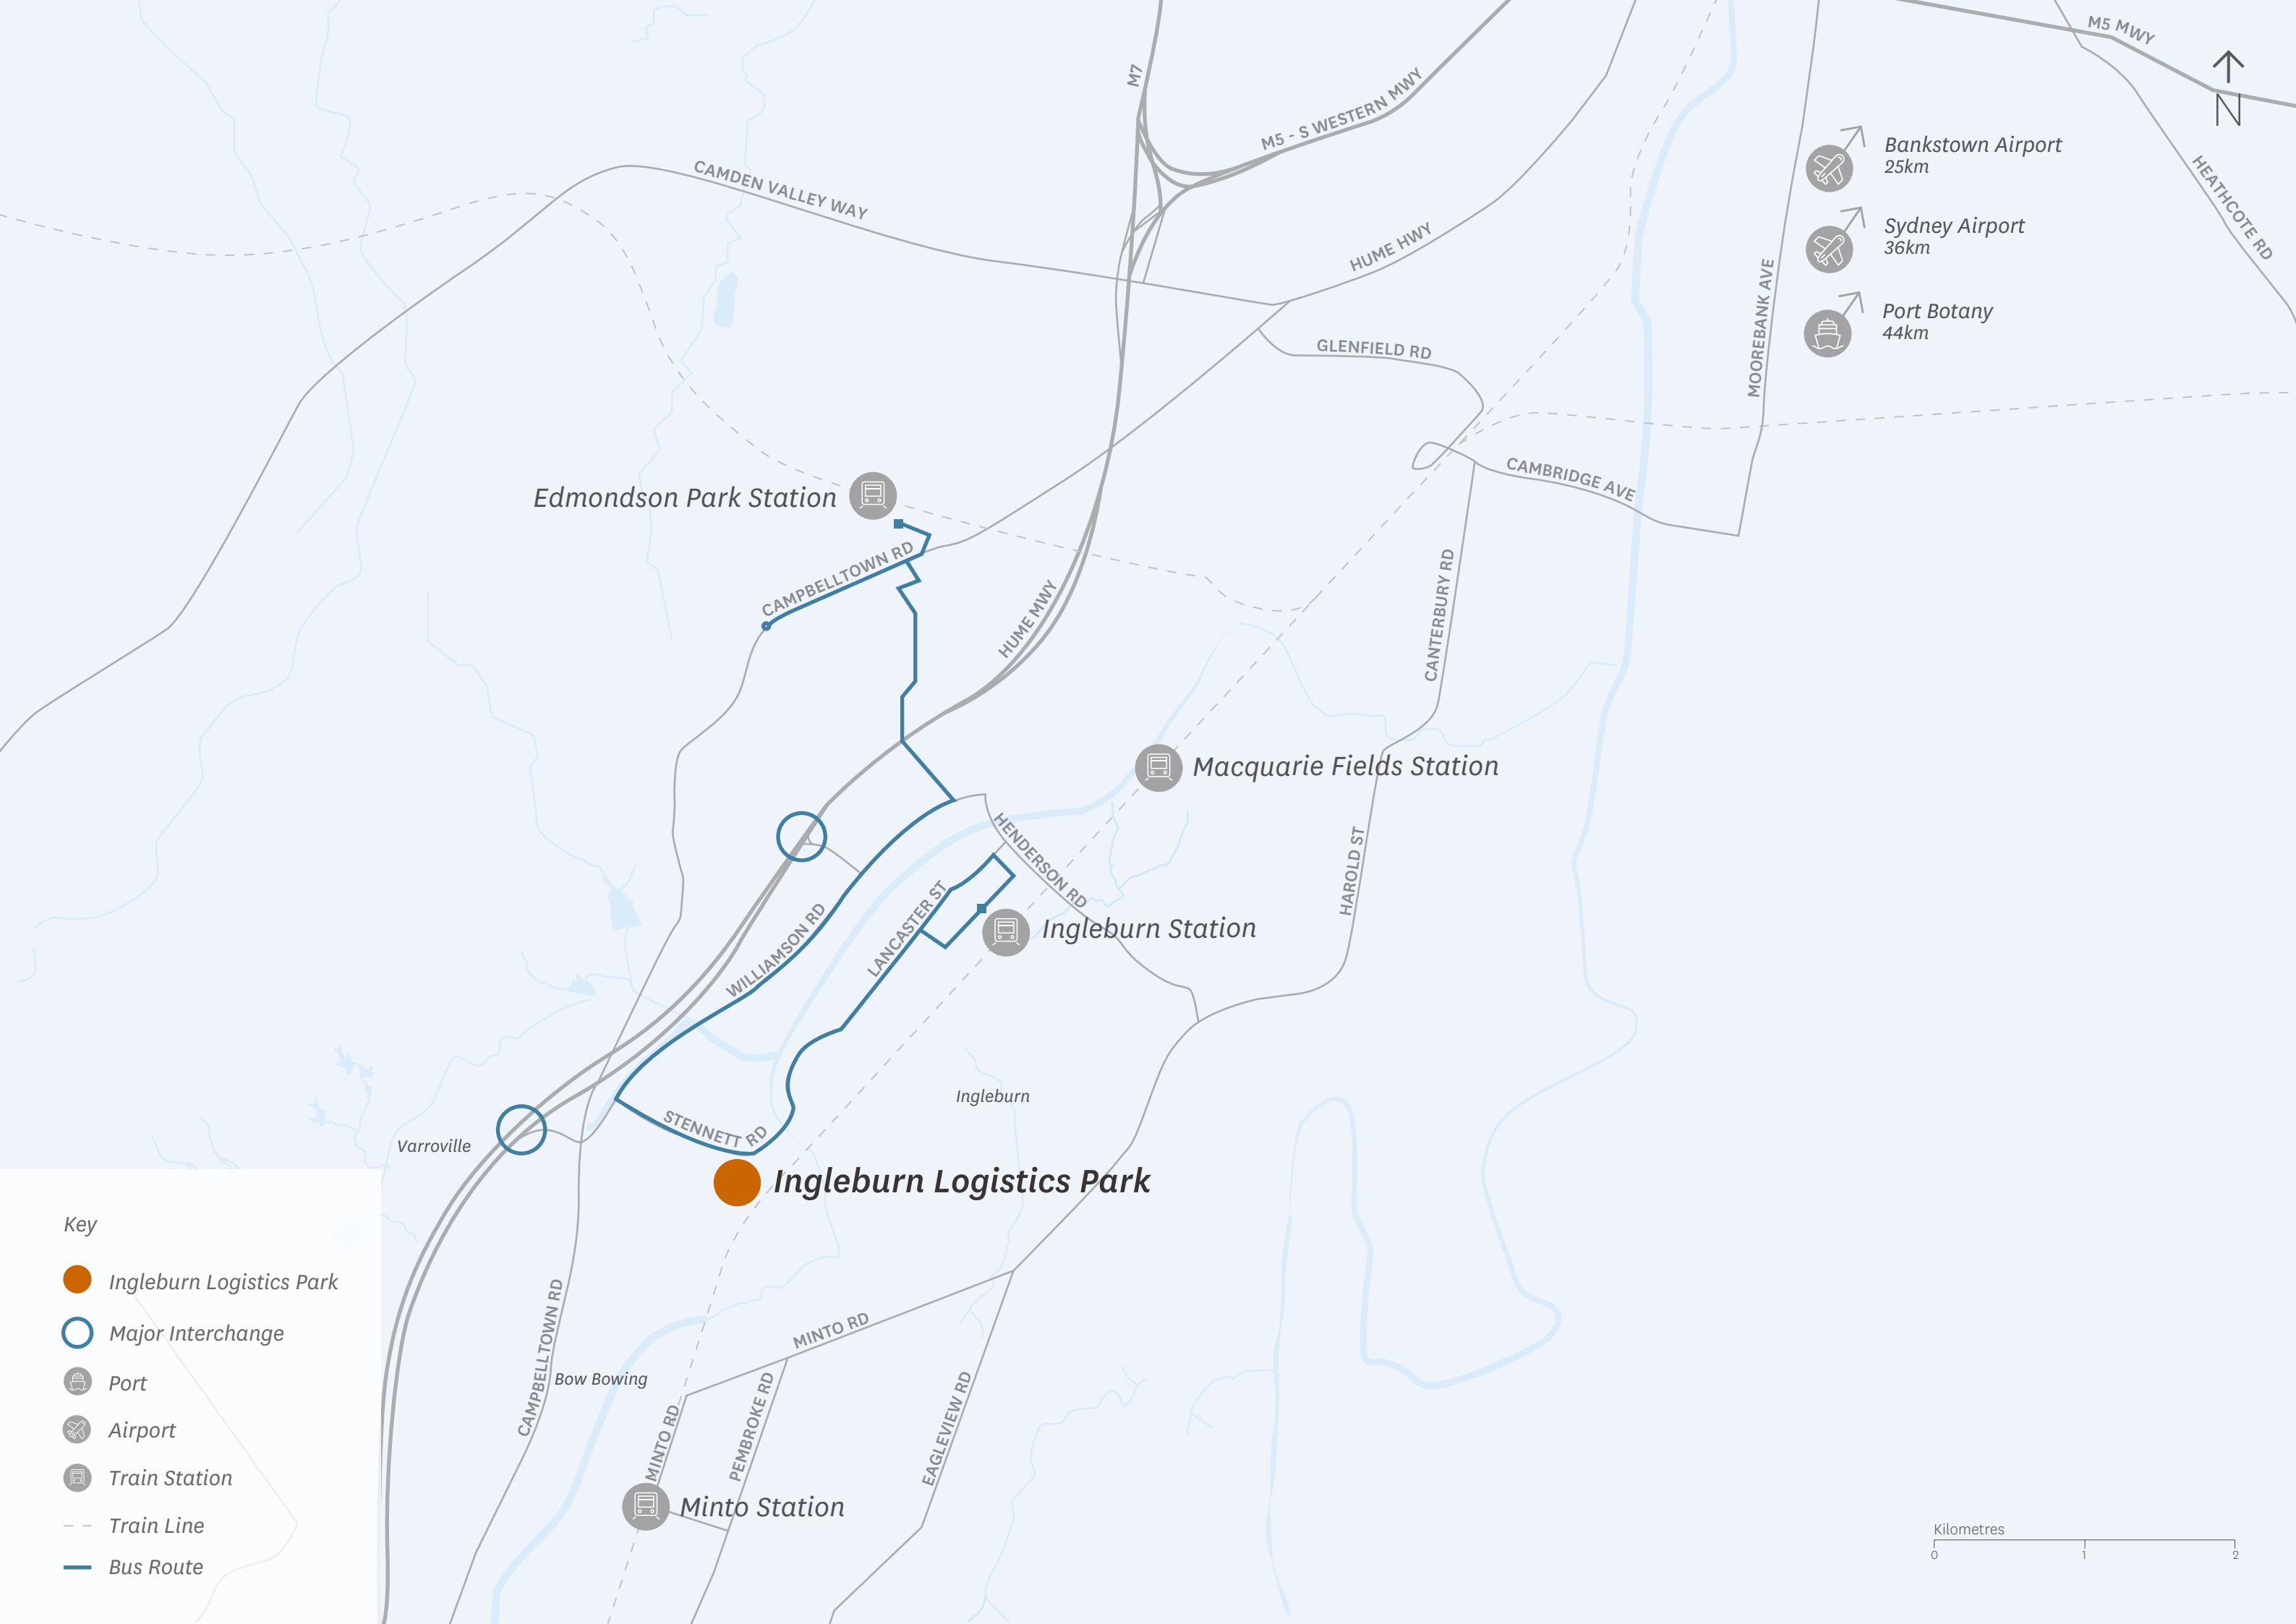 M5 MWY
N
M7
M5 - S WESTERN MWY
Bankstown Airport
25km
CAMDEN VALLEY WAY
HEATHCOTE RD
Sydney Airport
36km
HUME HWY
MOOREBANK AVE
Port Botany
44km
GLENFIELD RD
CAMBRIDGE AVE
Edmondson Park Station
CAMPBELLTOWN RD
HUME MWY
CANTERBURY RD
Macquarie Fields Station
HENDERSON RD
HAROLD ST
LANCASTER ST
WILLIAMSON RD
Ingleburn Station
Ingleburn
STENNETT RD
Varroville
Ingleburn Logistics Park
CAMPBELLTOWN RD
MINTO RD
Bow Bowing
MINTO RD
PEMBROKE RD
EAGLEVIEW RD
Minto Station
Key
Ingleburn Logistics Park
Major Interchange
Port
Airport
Train Station
Train Line
Bus Route
Kilometres
0 1 2